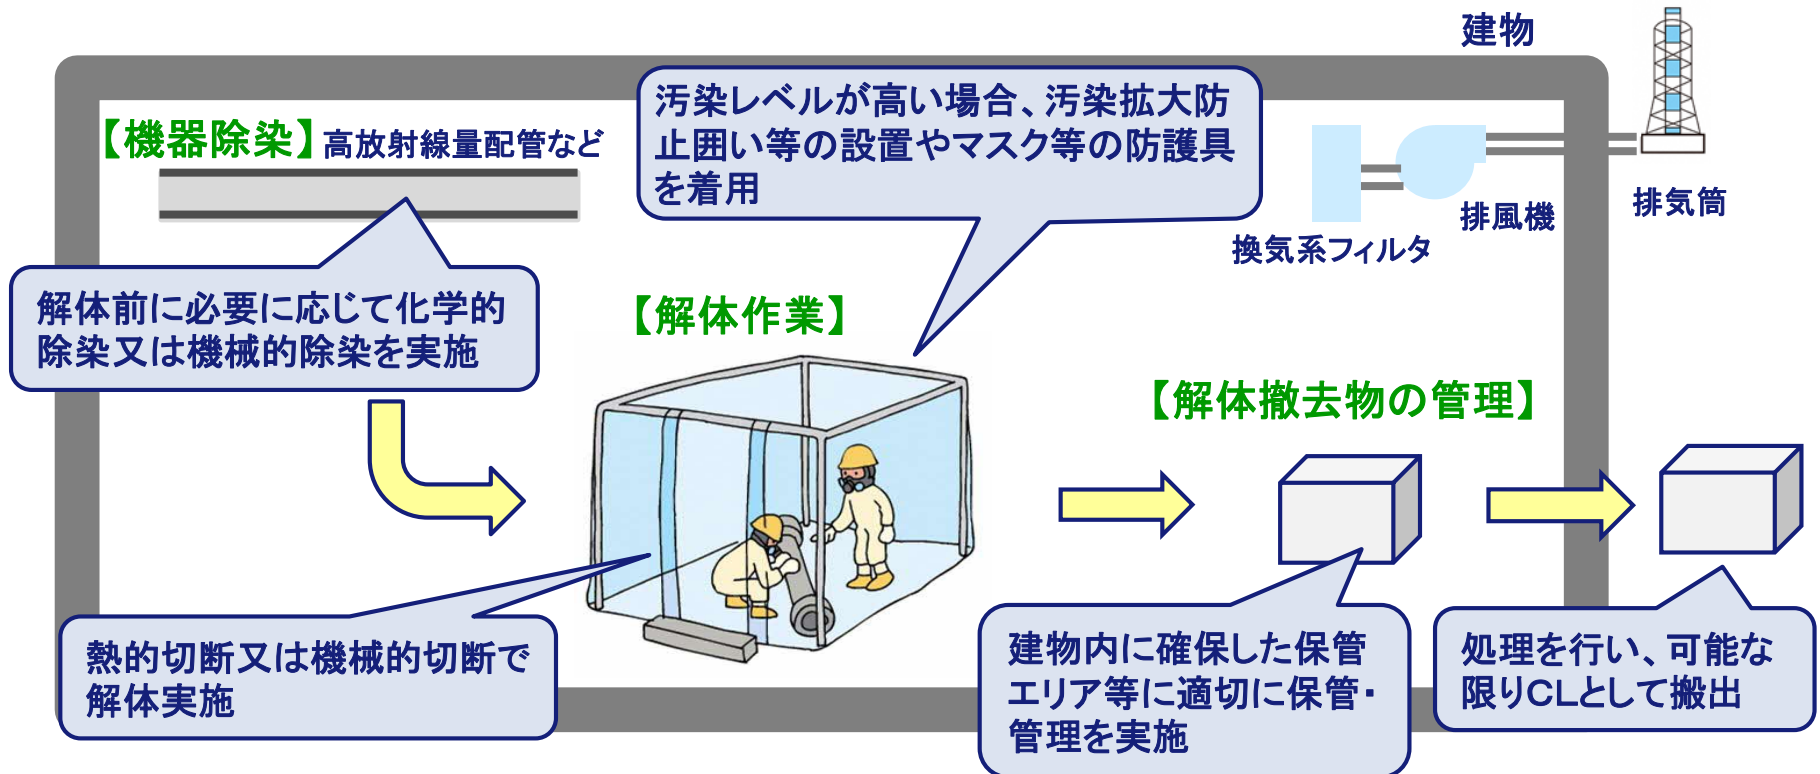 建物
【機器除染】高放射線量配管など
汚染レベルが高い場合、汚染拡大防
止囲い等の設置やマスク等の防護具
を着用
換気系フィルタ
排風機
排気筒
解体前に必要に応じて化学的
除染又は機械的除染を実施
【解体作業】
熱的切断又は機械的切断で
解体実施
【解体撤去物の管理】
建物内に確保した保管
エリア等に適切に保管・
管理を実施
処理を行い、可能な
限りCLとして搬出